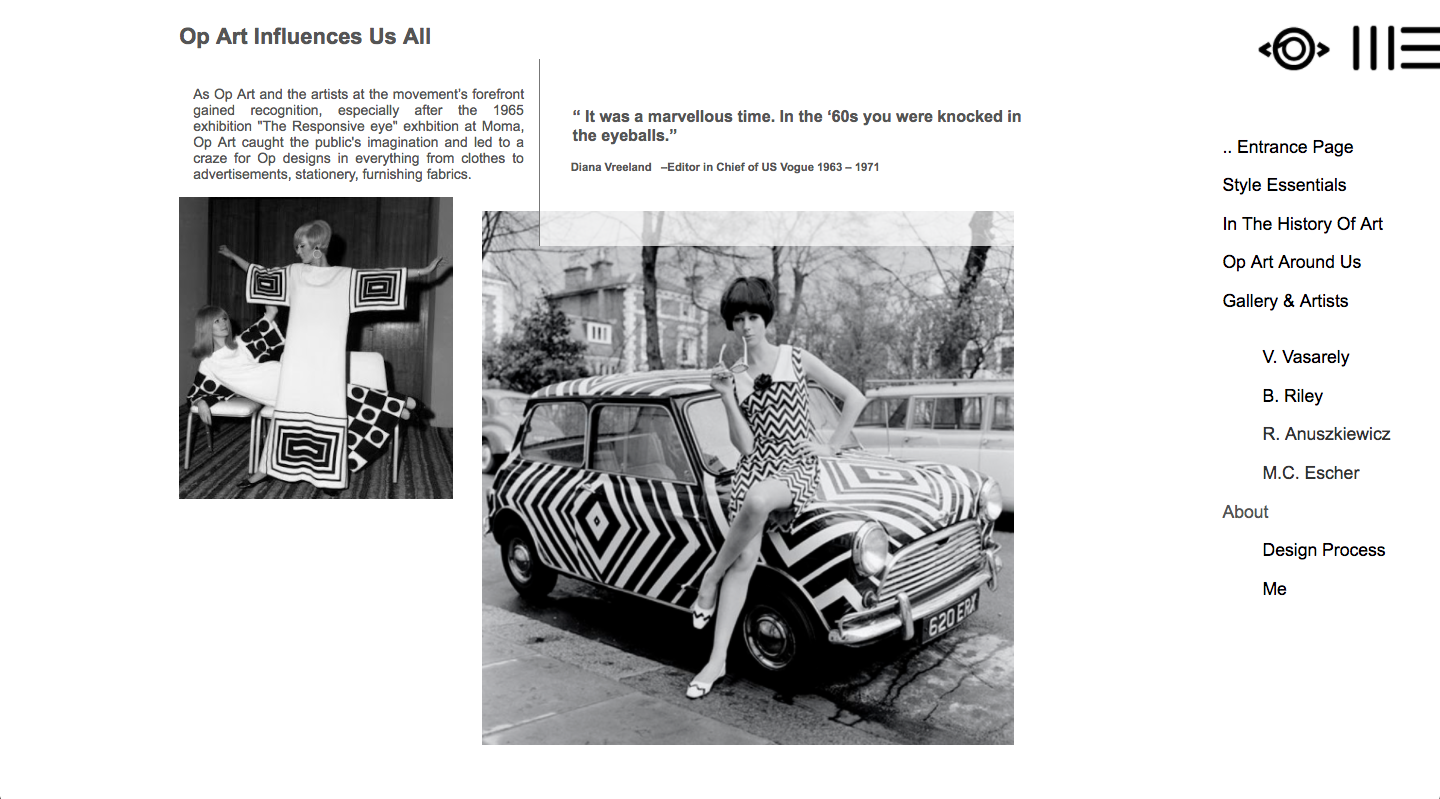 Op Art Influences Us All
As Op Art and the artists at the movement's forefront
gained recognition, especially after the 1965
exhibition "The Responsive eye" exhbition at Moma,
Op Art caught the public's imagination and led to a
craze for Op designs in everything from clothes to
advertisements, stationery, furnishing fabrics.
“ It was a marvellous time. In the ‘60s you were knocked in
the eyeballs.”
Diana Vreeland –Editor in Chief of US Vogue 1963 – 1971
620 ERX
.. Entrance Page
Style Essentials
In The History Of Art
Op Art Around Us
Gallery & Artists
V. Vasarely
B. Riley
R. Anuszkiewicz
M.C. Escher
About
Design Process
Me